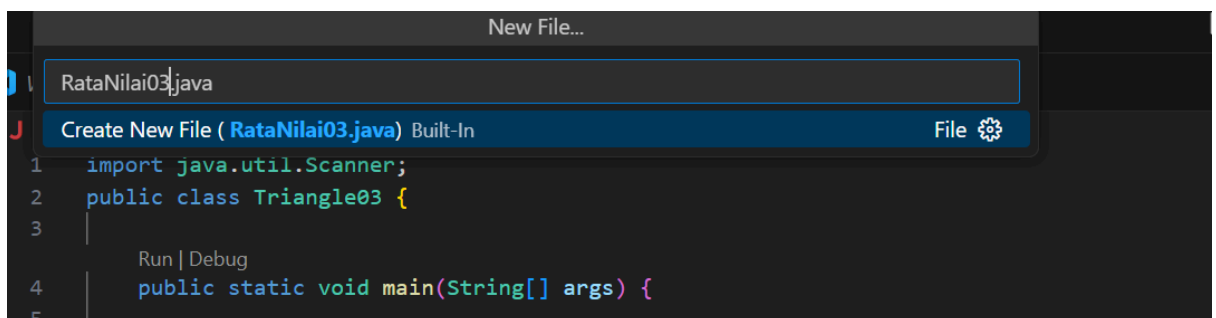 New File...
RataNilai03.java
Create New File ( RataNilai03.java) Built-In File
J
1 import java.util.Scanner;
2 public class Triangle03 {
3
Run | Debug
4 public static void main(String[] args) {
5